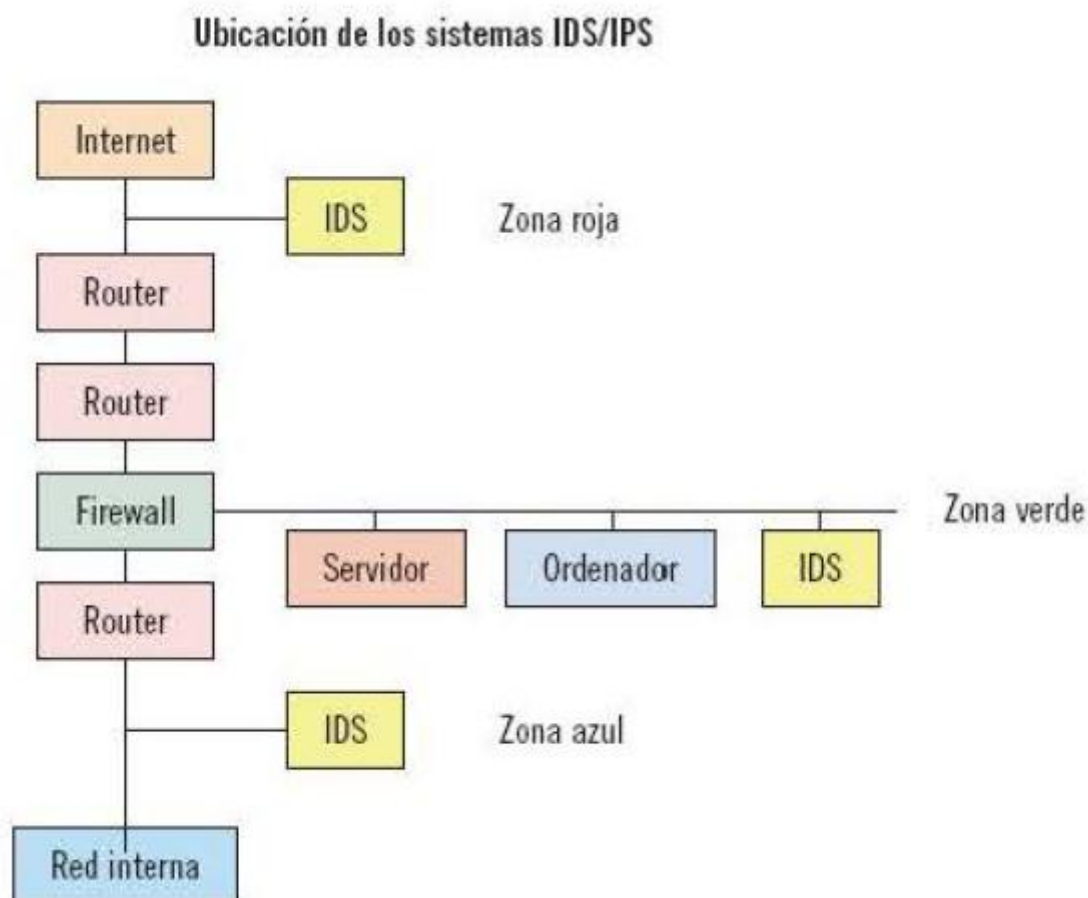 Ubicación de los sistemas IDS/IPS
Internet
IDS
Zona roja
Router
Router
Firewall
Zona verde
Servidor
Ordenador
IDS
Router
IDS
Zona azul
Red interna